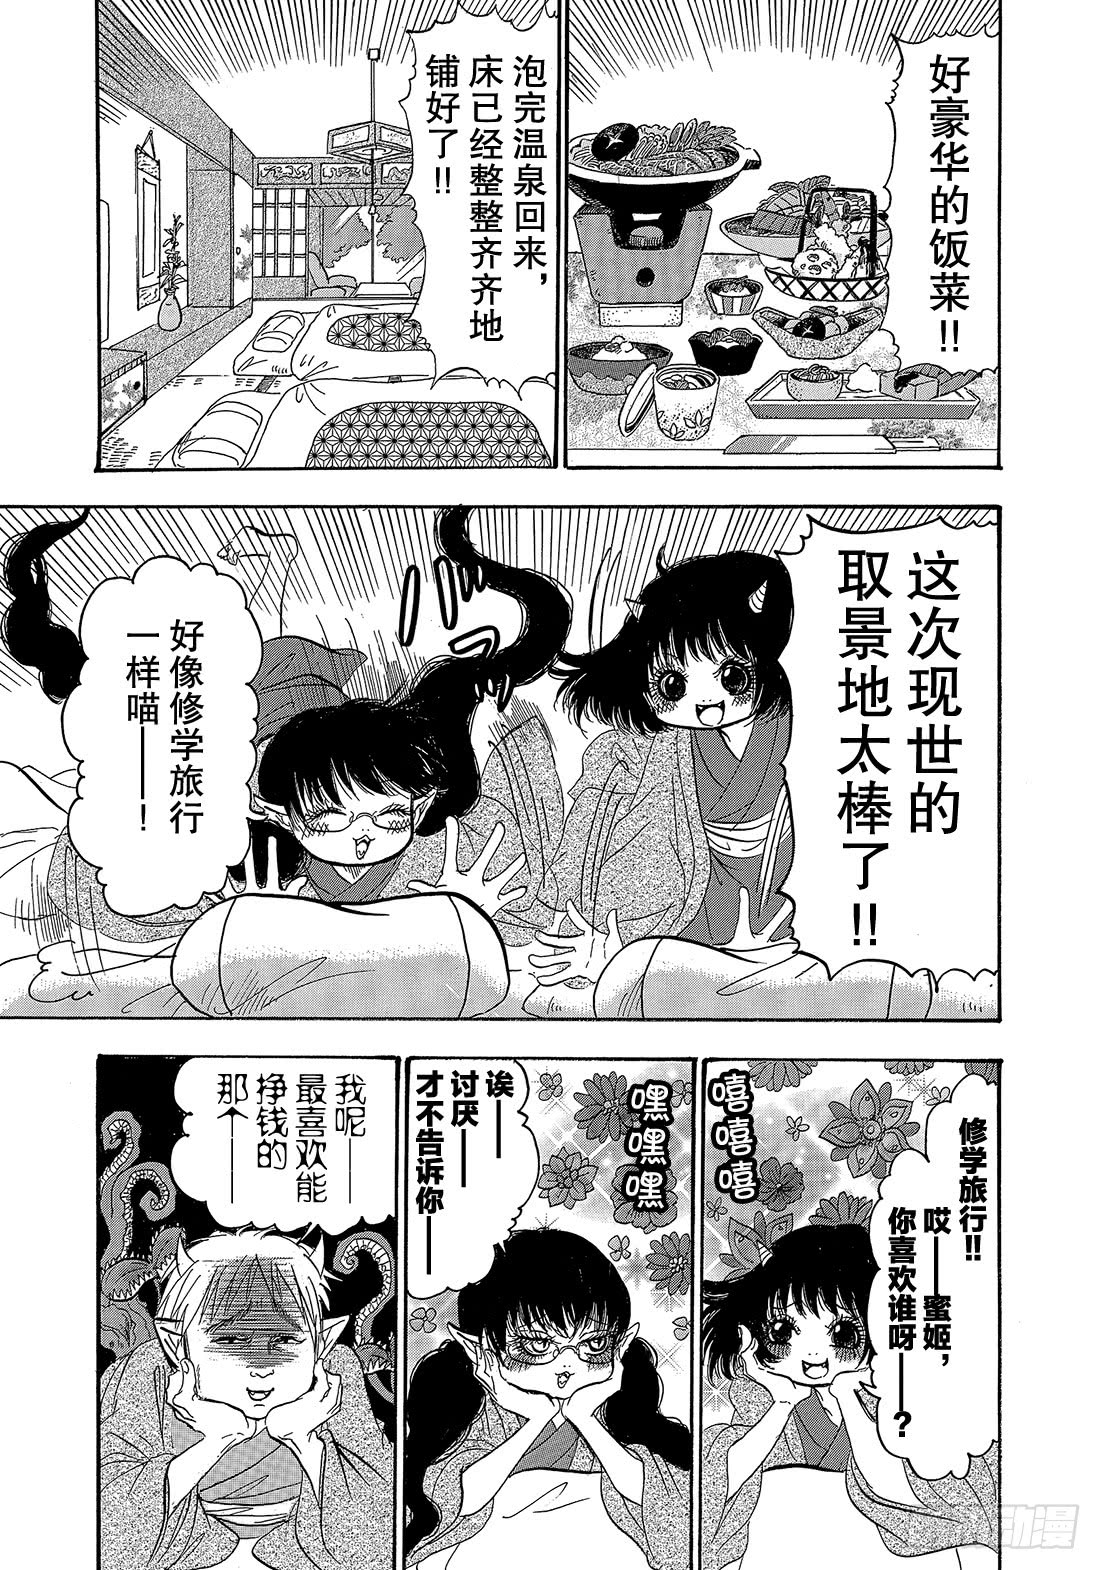 好豪华的饭菜!!
泡完温泉回来，
床已经整整齐齐地
铺好了!!
这次现世的
取景地太棒了!!
好像修学旅行
一样喵——!
修学旅行!!
哎——蜜姬，
你喜欢谁呀——?
嘻嘻嘻
嘿嘿嘿
诶——
讨厌——
才不告诉你——
我呢——
最喜欢能
挣钱的
那个——